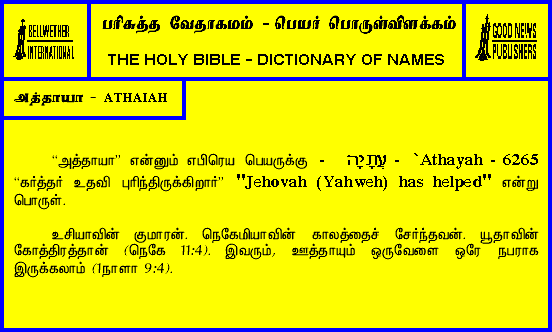 BELLWETHER
INTERNATIONAL
பரிசுத்த வேதாகமம் - பெயர் பொருள்விளக்கம்
THE HOLY BIBLE - DICTIONARY OF NAMES
GOOD NEWS
PUBLISHERS
அத்தாயா - ATHAIAH
“அத்தாயா” என்னும் எபிரெய பெயருக்கு - עֲתָיָה - `Athayah - 6265
“கர்த்தர் உதவி புரிந்திருக்கிறார்” "Jehovah (Yahweh) has helped" என்று
பொருள்.
உசியாவின் குமாரன். நெகேமியாவின் காலத்தைச் சேர்ந்தவன். யூதாவின்
கோத்திரத்தான் (நெகே 11:4). இவரும், ஊத்தாயும் ஒருவேளை ஒரே நபராக
இருக்கலாம் (1நாளா 9:4).